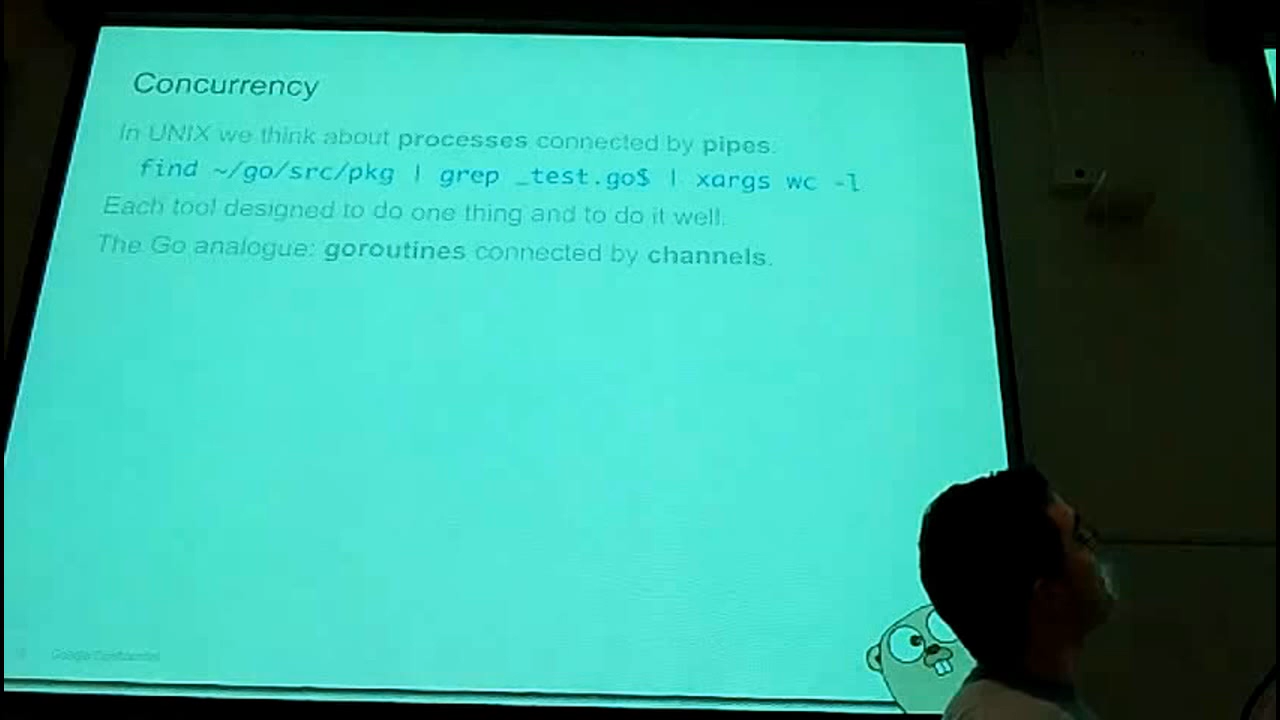 Concurrency
In UNIX we think about processes connected by pipes.
find ~/go/src/pkg | grep _test.go$ | xargs wc -l
Each tool designed to do one thing and to do it well.
The Go analogue: goroutines connected by channels.
Google Confidential